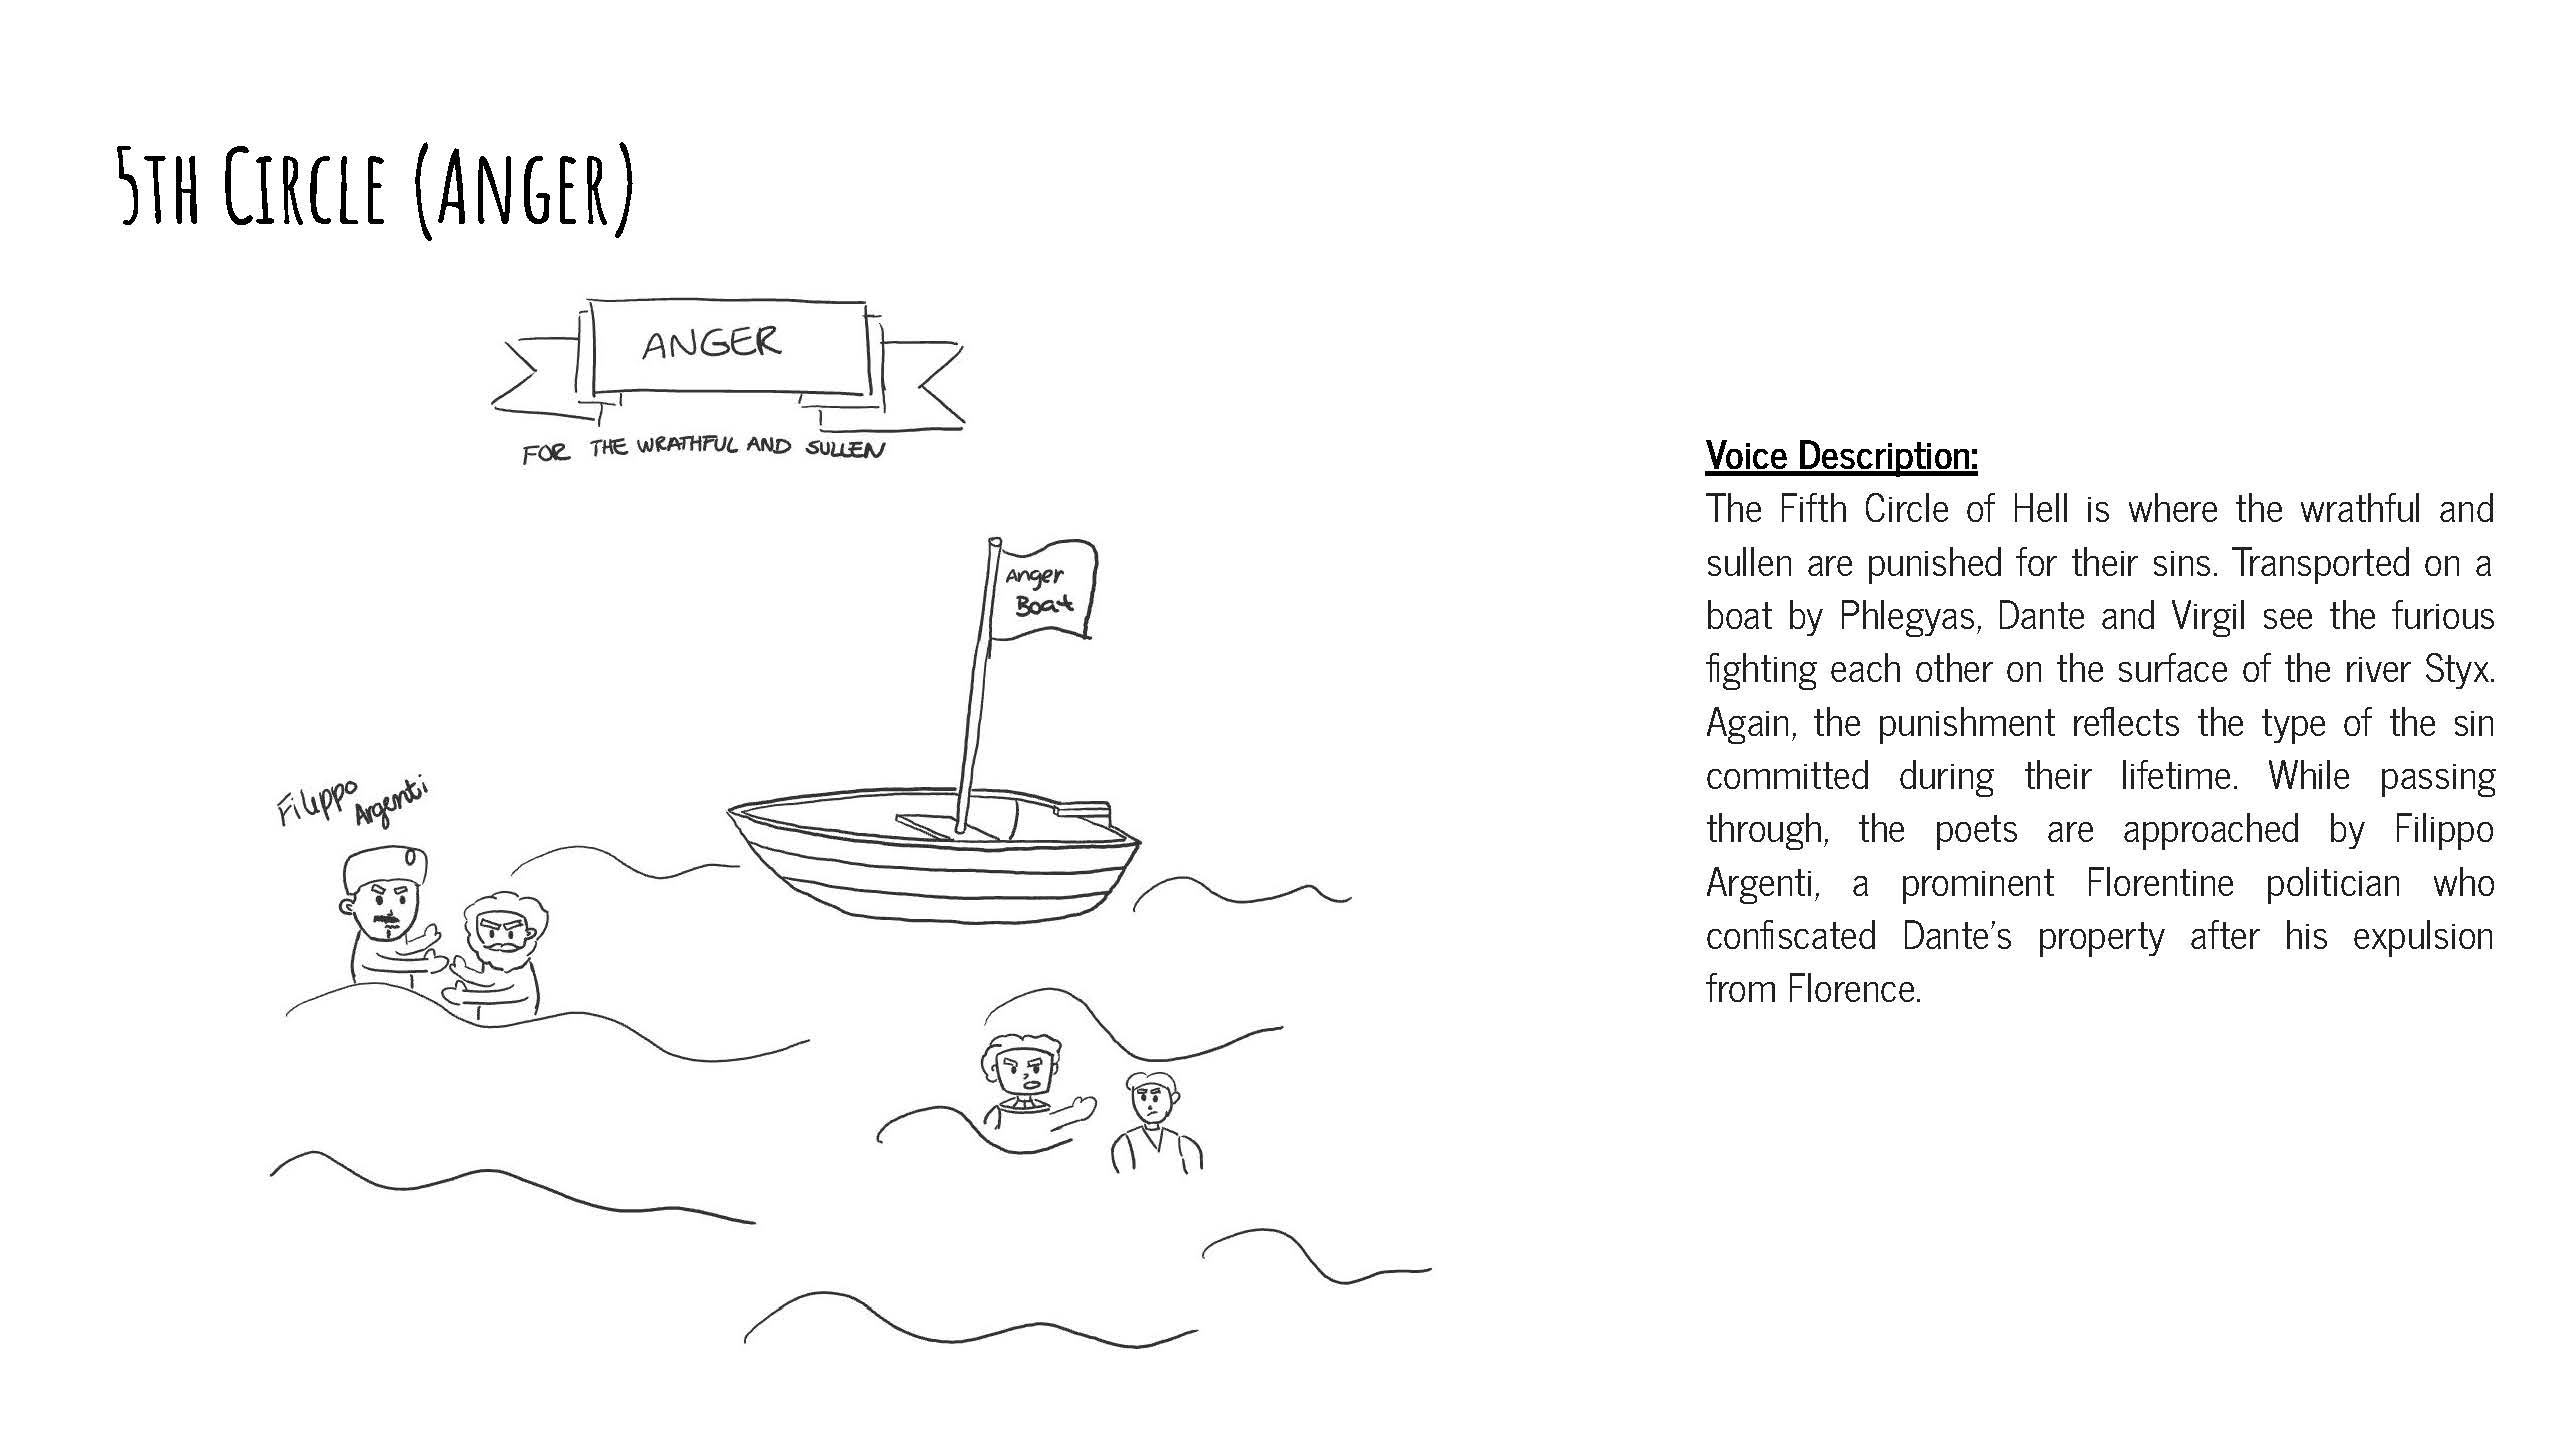 5th Circle (Anger)
ANGER
FOR THE WRATHFUL AND SULLEN
Anger
Boat
Filippo
Argenti
Voice Description:
The Fifth Circle of Hell is where the wrathful and
sullen are punished for their sins. Transported on a
boat by Phlegyas, Dante and Virgil see the furious
fighting each other on the surface of the river Styx.
Again, the punishment reflects the type of the sin
committed during their lifetime. While passing
through, the poets are approached by Filippo
Argenti, a prominent Florentine politician who
confiscated Dante's property after his expulsion
from Florence.